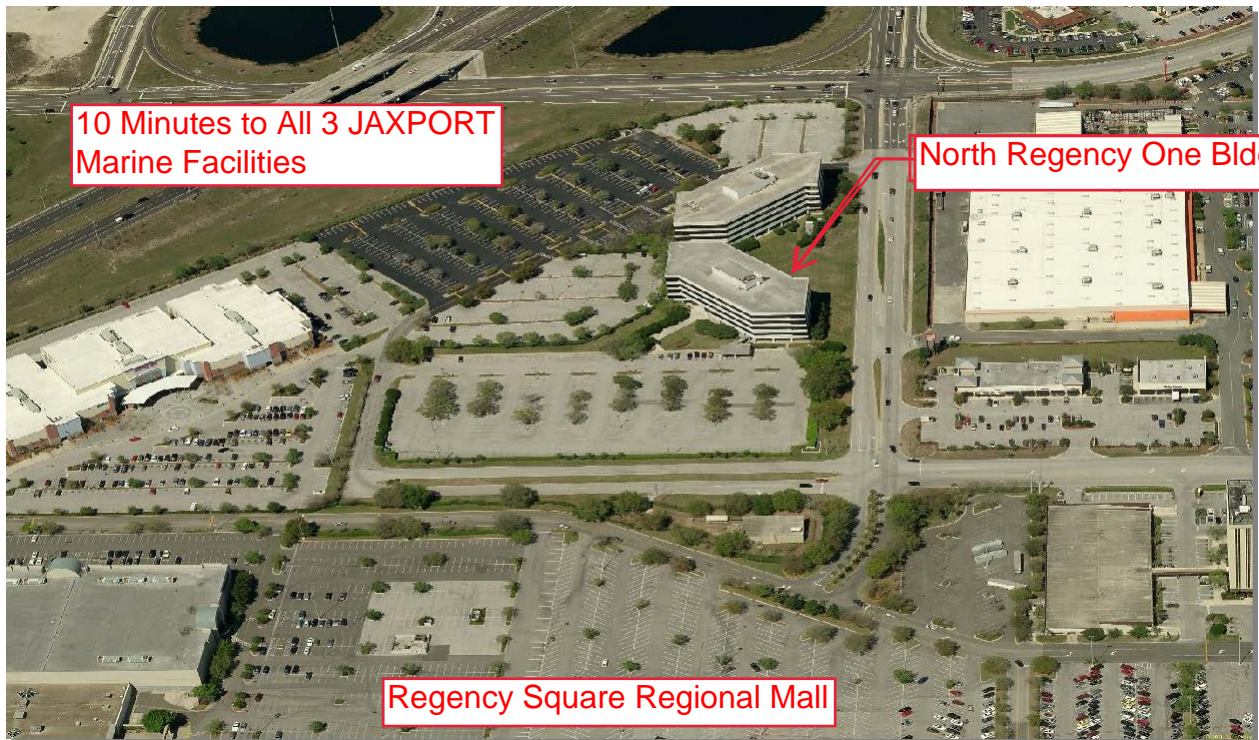 10 Minutes to All 3 JAXPORT
Marine Facilities
North Regency One Bld
Regency Square Regional Mall